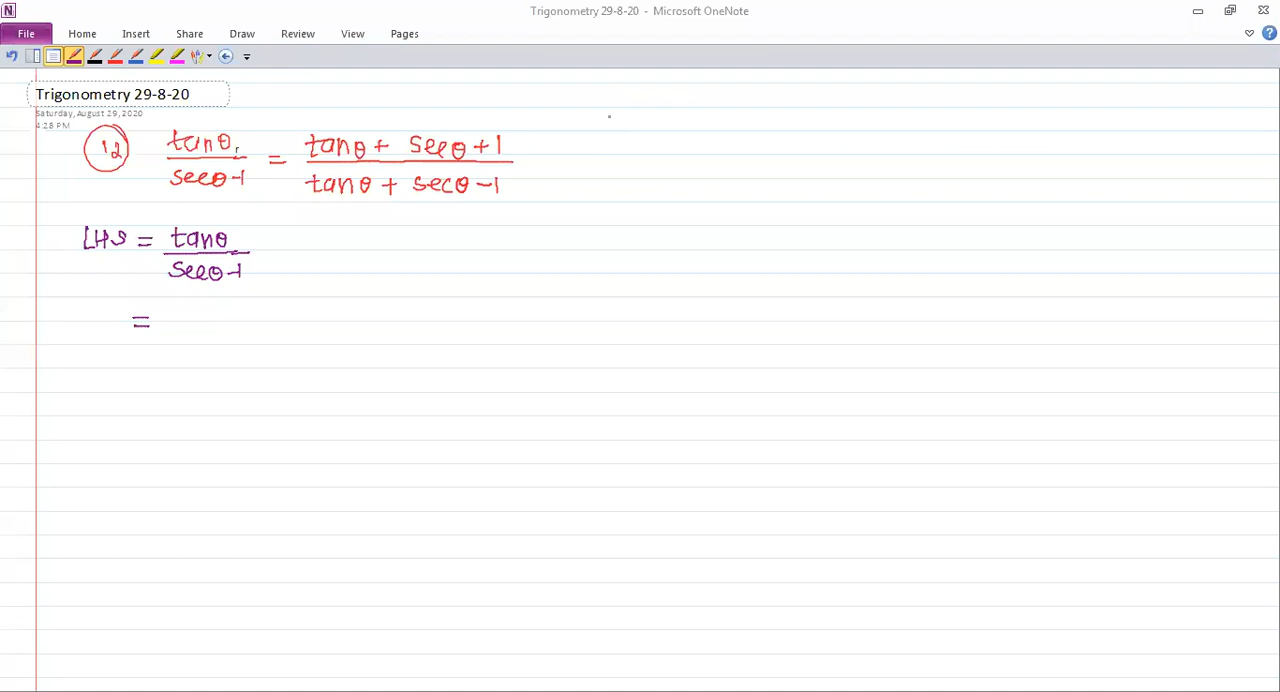 Trigonometry 29-8-20 - Microsoft OneNote
File Home Insert Share Draw Review View Pages
Trigonometry 29-8-20
Saturday, August 29, 2020
4:28 PM
12 tanθ / secθ-1 = tanθ + secθ+1 / tanθ + secθ-1
LHS = tanθ / secθ-1
=